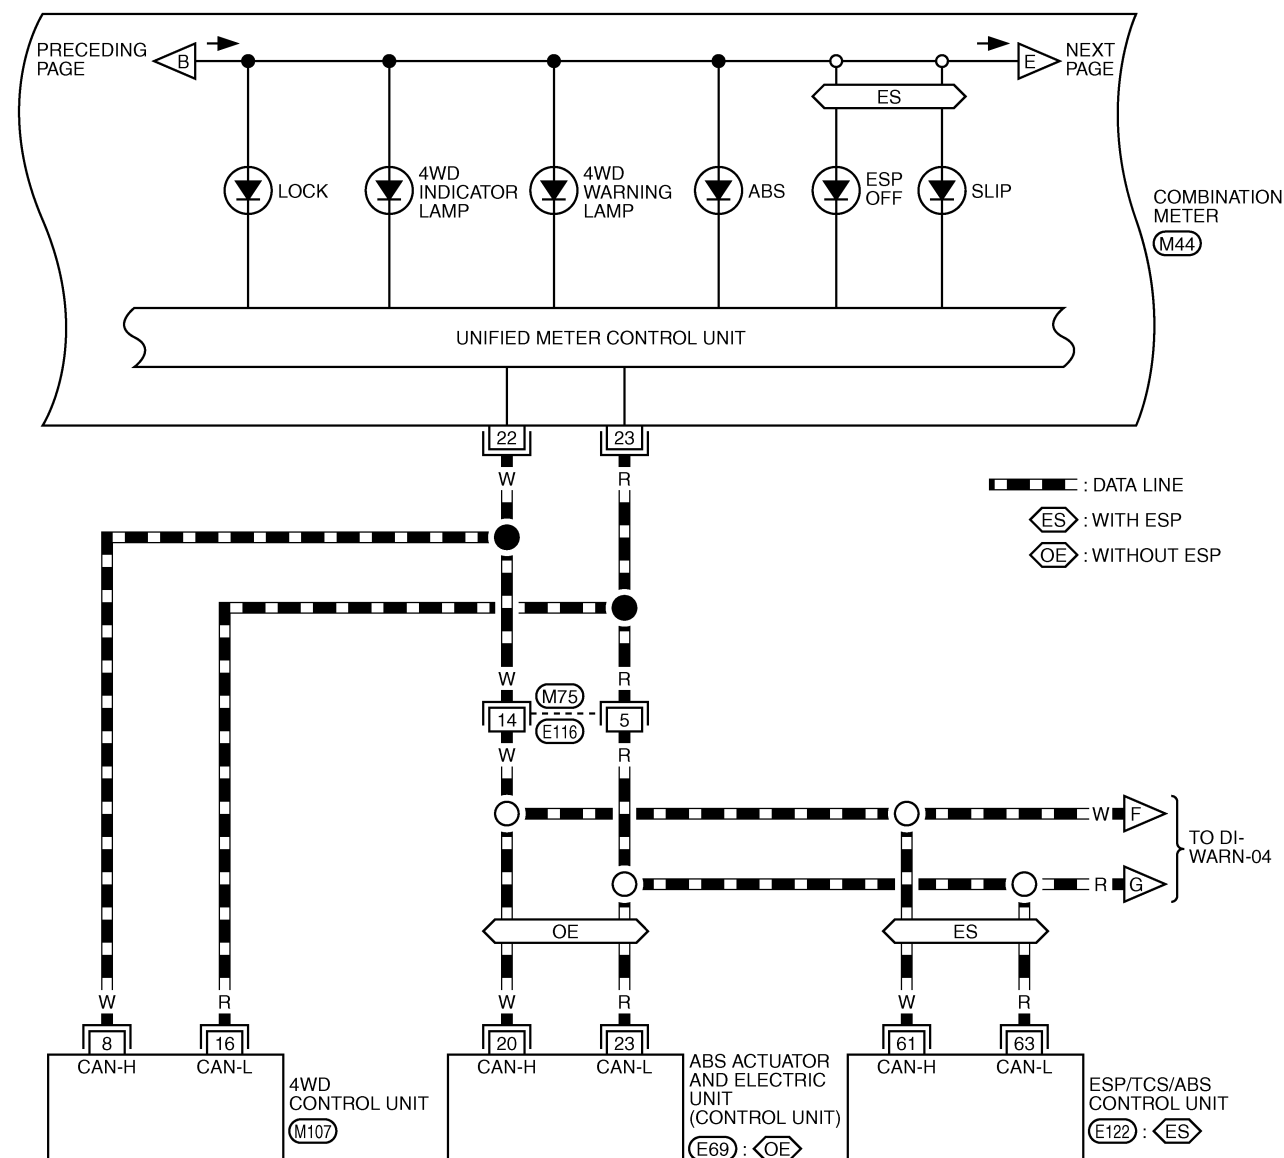 PRECEDING
PAGE
B
E
NEXT
PAGE
ES
LOCK
4WD
INDICATOR
LAMP
4WD
WARNING
LAMP
ABS
ESP
OFF
SLIP
COMBINATION
METER
M44
UNIFIED METER CONTROL UNIT
22
23
W
R
: DATA LINE
ES : WITH ESP
OE : WITHOUT ESP
W
R
M75
14
5
E116
W
R
W
F
R
G
TO DI-
WARN-04
OE
ES
W
R
W
R
W
R
8
16
20
23
61
63
CAN-H
CAN-L
CAN-H
CAN-L
CAN-H
CAN-L
4WD
CONTROL UNIT
M107
ABS ACTUATOR
AND ELECTRIC
UNIT
(CONTROL UNIT)
E69 : OE
ESP/TCS/ABS
CONTROL UNIT
E122 : ES